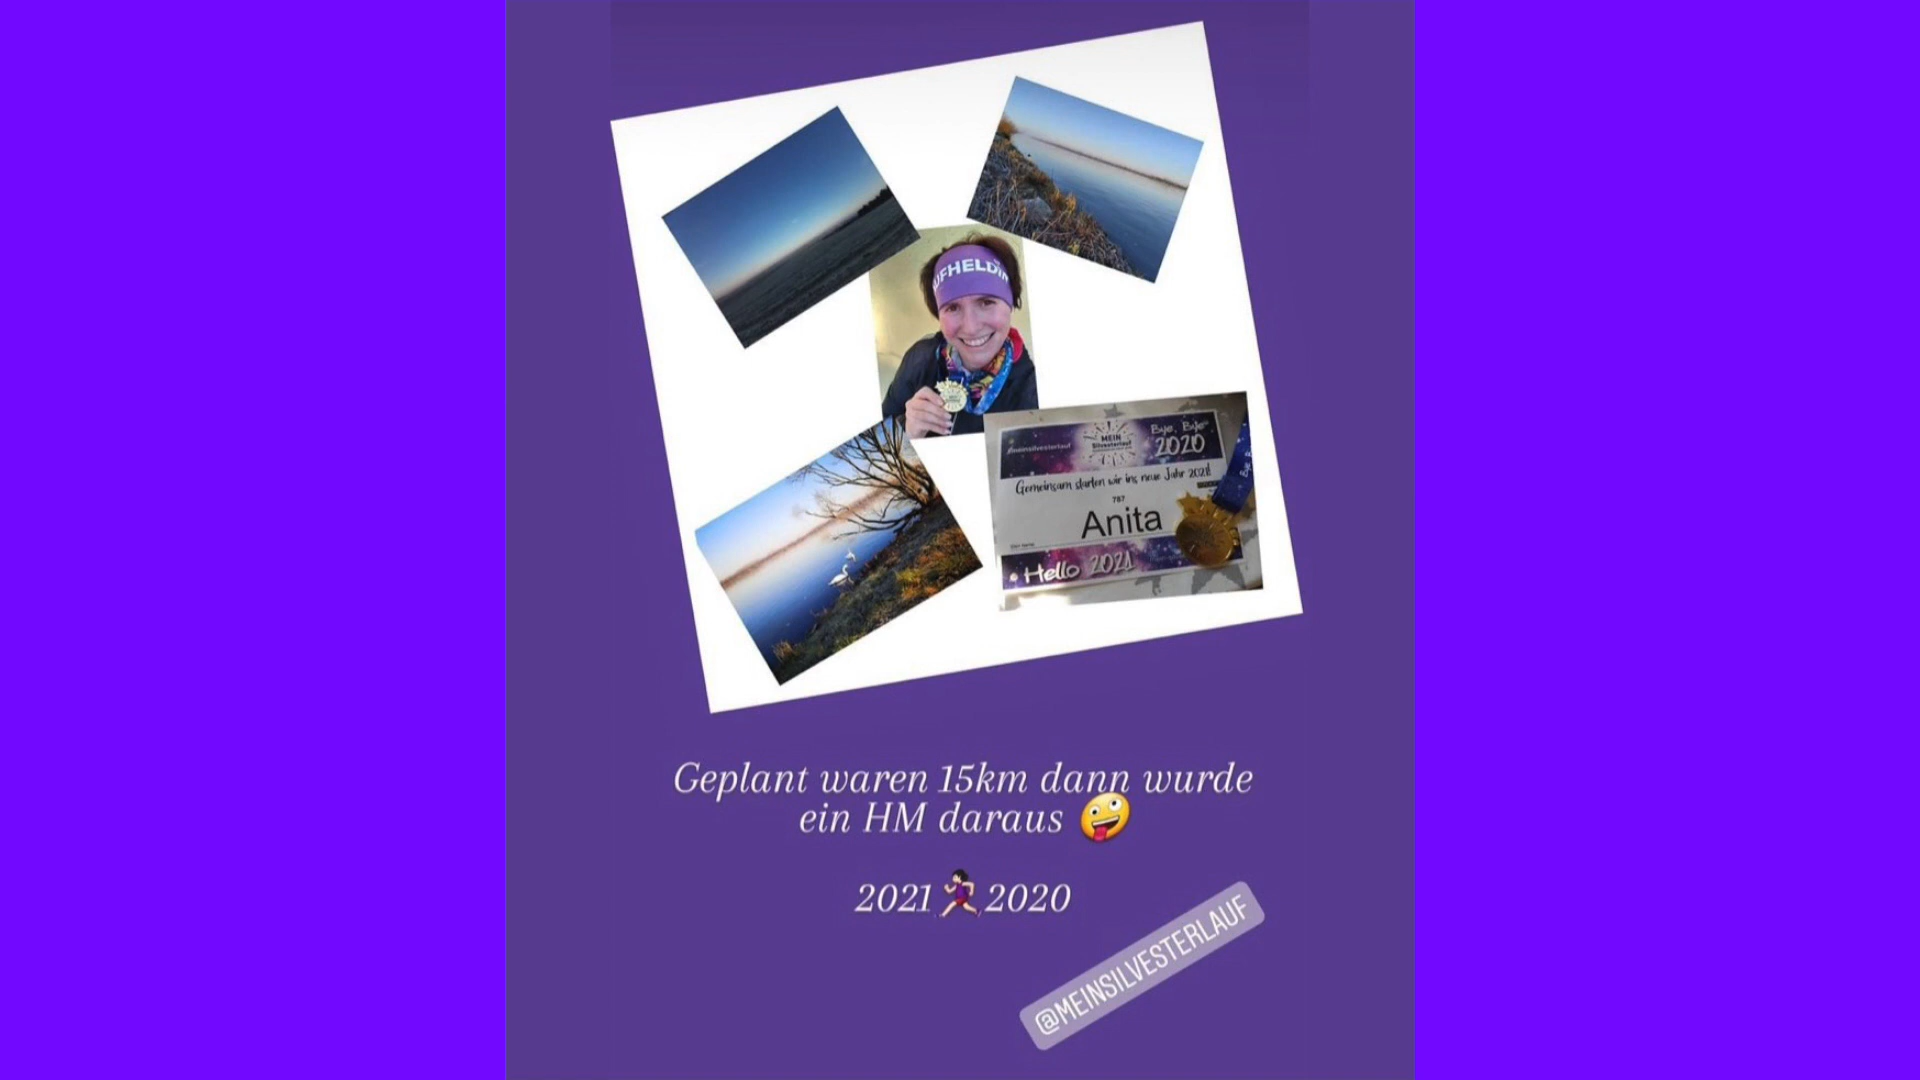 UFHELDIN
#meinsilvesterlauf
MEIN
Silvesterlauf
Bye, Bye
2020
Gemeinsam starten wir ins neue Jahr 2021!
787
Anita
Hello 2021
Geplant waren 15km dann wurde
ein HM daraus 🤪
2021🏃🏻‍♀️2020
@MEINSILVESTERLAUF